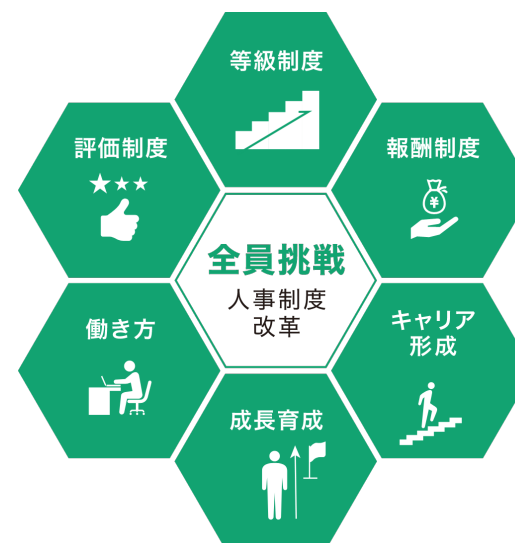 等級制度
評価制度
報酬制度
¥
全員挑戦
人事制度
改革
働き方
キャリア
形成
成長育成